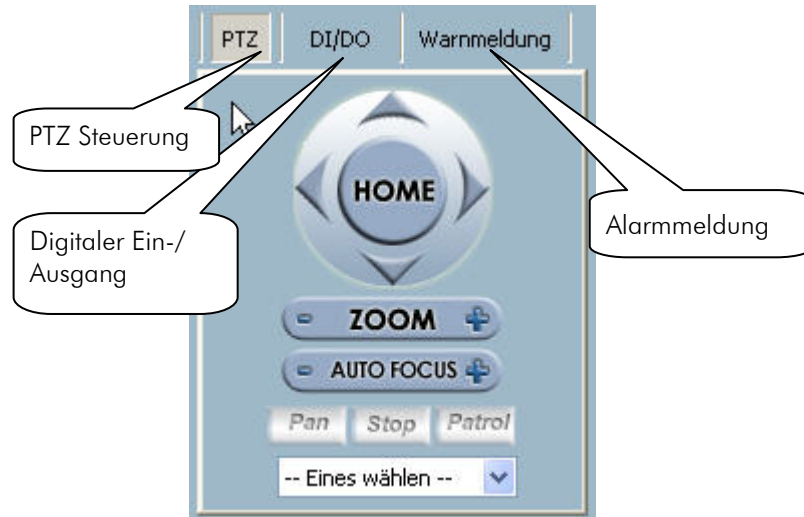 PTZ DI/DO Warnmeldung
PTZ Steuerung
HOME
Digitaler Ein-/
Ausgang
Alarmmeldung
- ZOOM +
- AUTO FOCUS +
Pan Stop Patrol
-- Eines wählen --